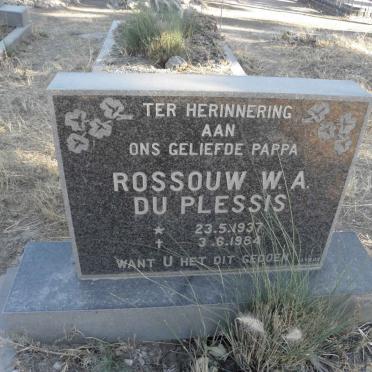 TER HERINNERING
AAN
ONS GELIEFDE PAPPA
ROSSOUW W.A.
DU PLESSIS
★ 23.5.1937
✝ 3.6.1984
WANT U HET DIT GEDOEN